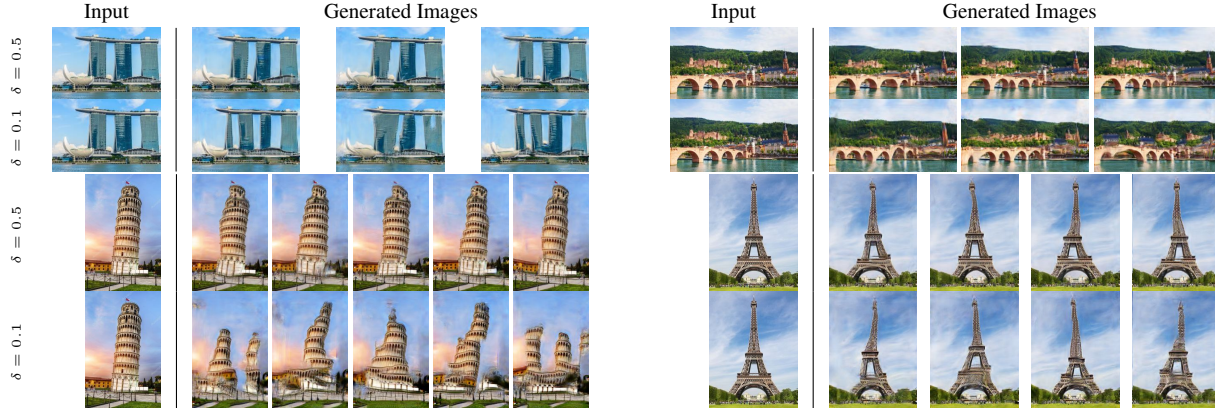 Input Generated Images Input Generated Images
δ = 0.5
δ = 0.1
δ = 0.5
δ = 0.1